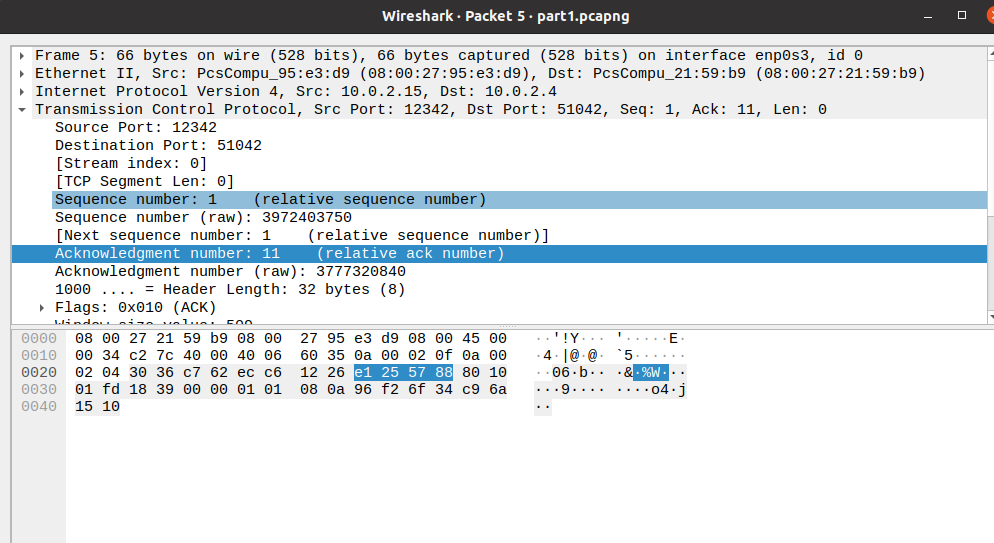 Wireshark · Packet 5 · part1.pcapng
Frame 5: 66 bytes on wire (528 bits), 66 bytes captured (528 bits) on interface enp0s3, id 0
Ethernet II, Src: PcsCompu_95:e3:d9 (08:00:27:95:e3:d9), Dst: PcsCompu_21:59:b9 (08:00:27:21:59:b9)
Internet Protocol Version 4, Src: 10.0.2.15, Dst: 10.0.2.4
Transmission Control Protocol, Src Port: 12342, Dst Port: 51042, Seq: 1, Ack: 11, Len: 0
Source Port: 12342
Destination Port: 51042
[Stream index: 0]
[TCP Segment Len: 0]
Sequence number: 1    (relative sequence number)
Sequence number (raw): 3972403750
[Next sequence number: 1    (relative sequence number)]
Acknowledgment number: 11    (relative ack number)
Acknowledgment number (raw): 3777320840
1000 .... = Header Length: 32 bytes (8)
Flags: 0x010 (ACK)
Window size value: 509
0000 08 00 27 21 59 b9 08 00 27 95 e3 d9 08 00 45 00 ··'!Y··· '·····E·
0010 00 34 c2 7c 40 00 40 06 60 35 0a 00 02 0f 0a 00 ·4·|@·@· `5······
0020 02 04 30 36 c7 62 ec c6 12 26 e1 25 57 88 80 10 ··06·b·· ·&·%W···
0030 01 fd 18 39 00 00 01 01 08 0a 96 f2 6f 34 c9 6a ···9···· ····o4·j
0040 15 10 ··